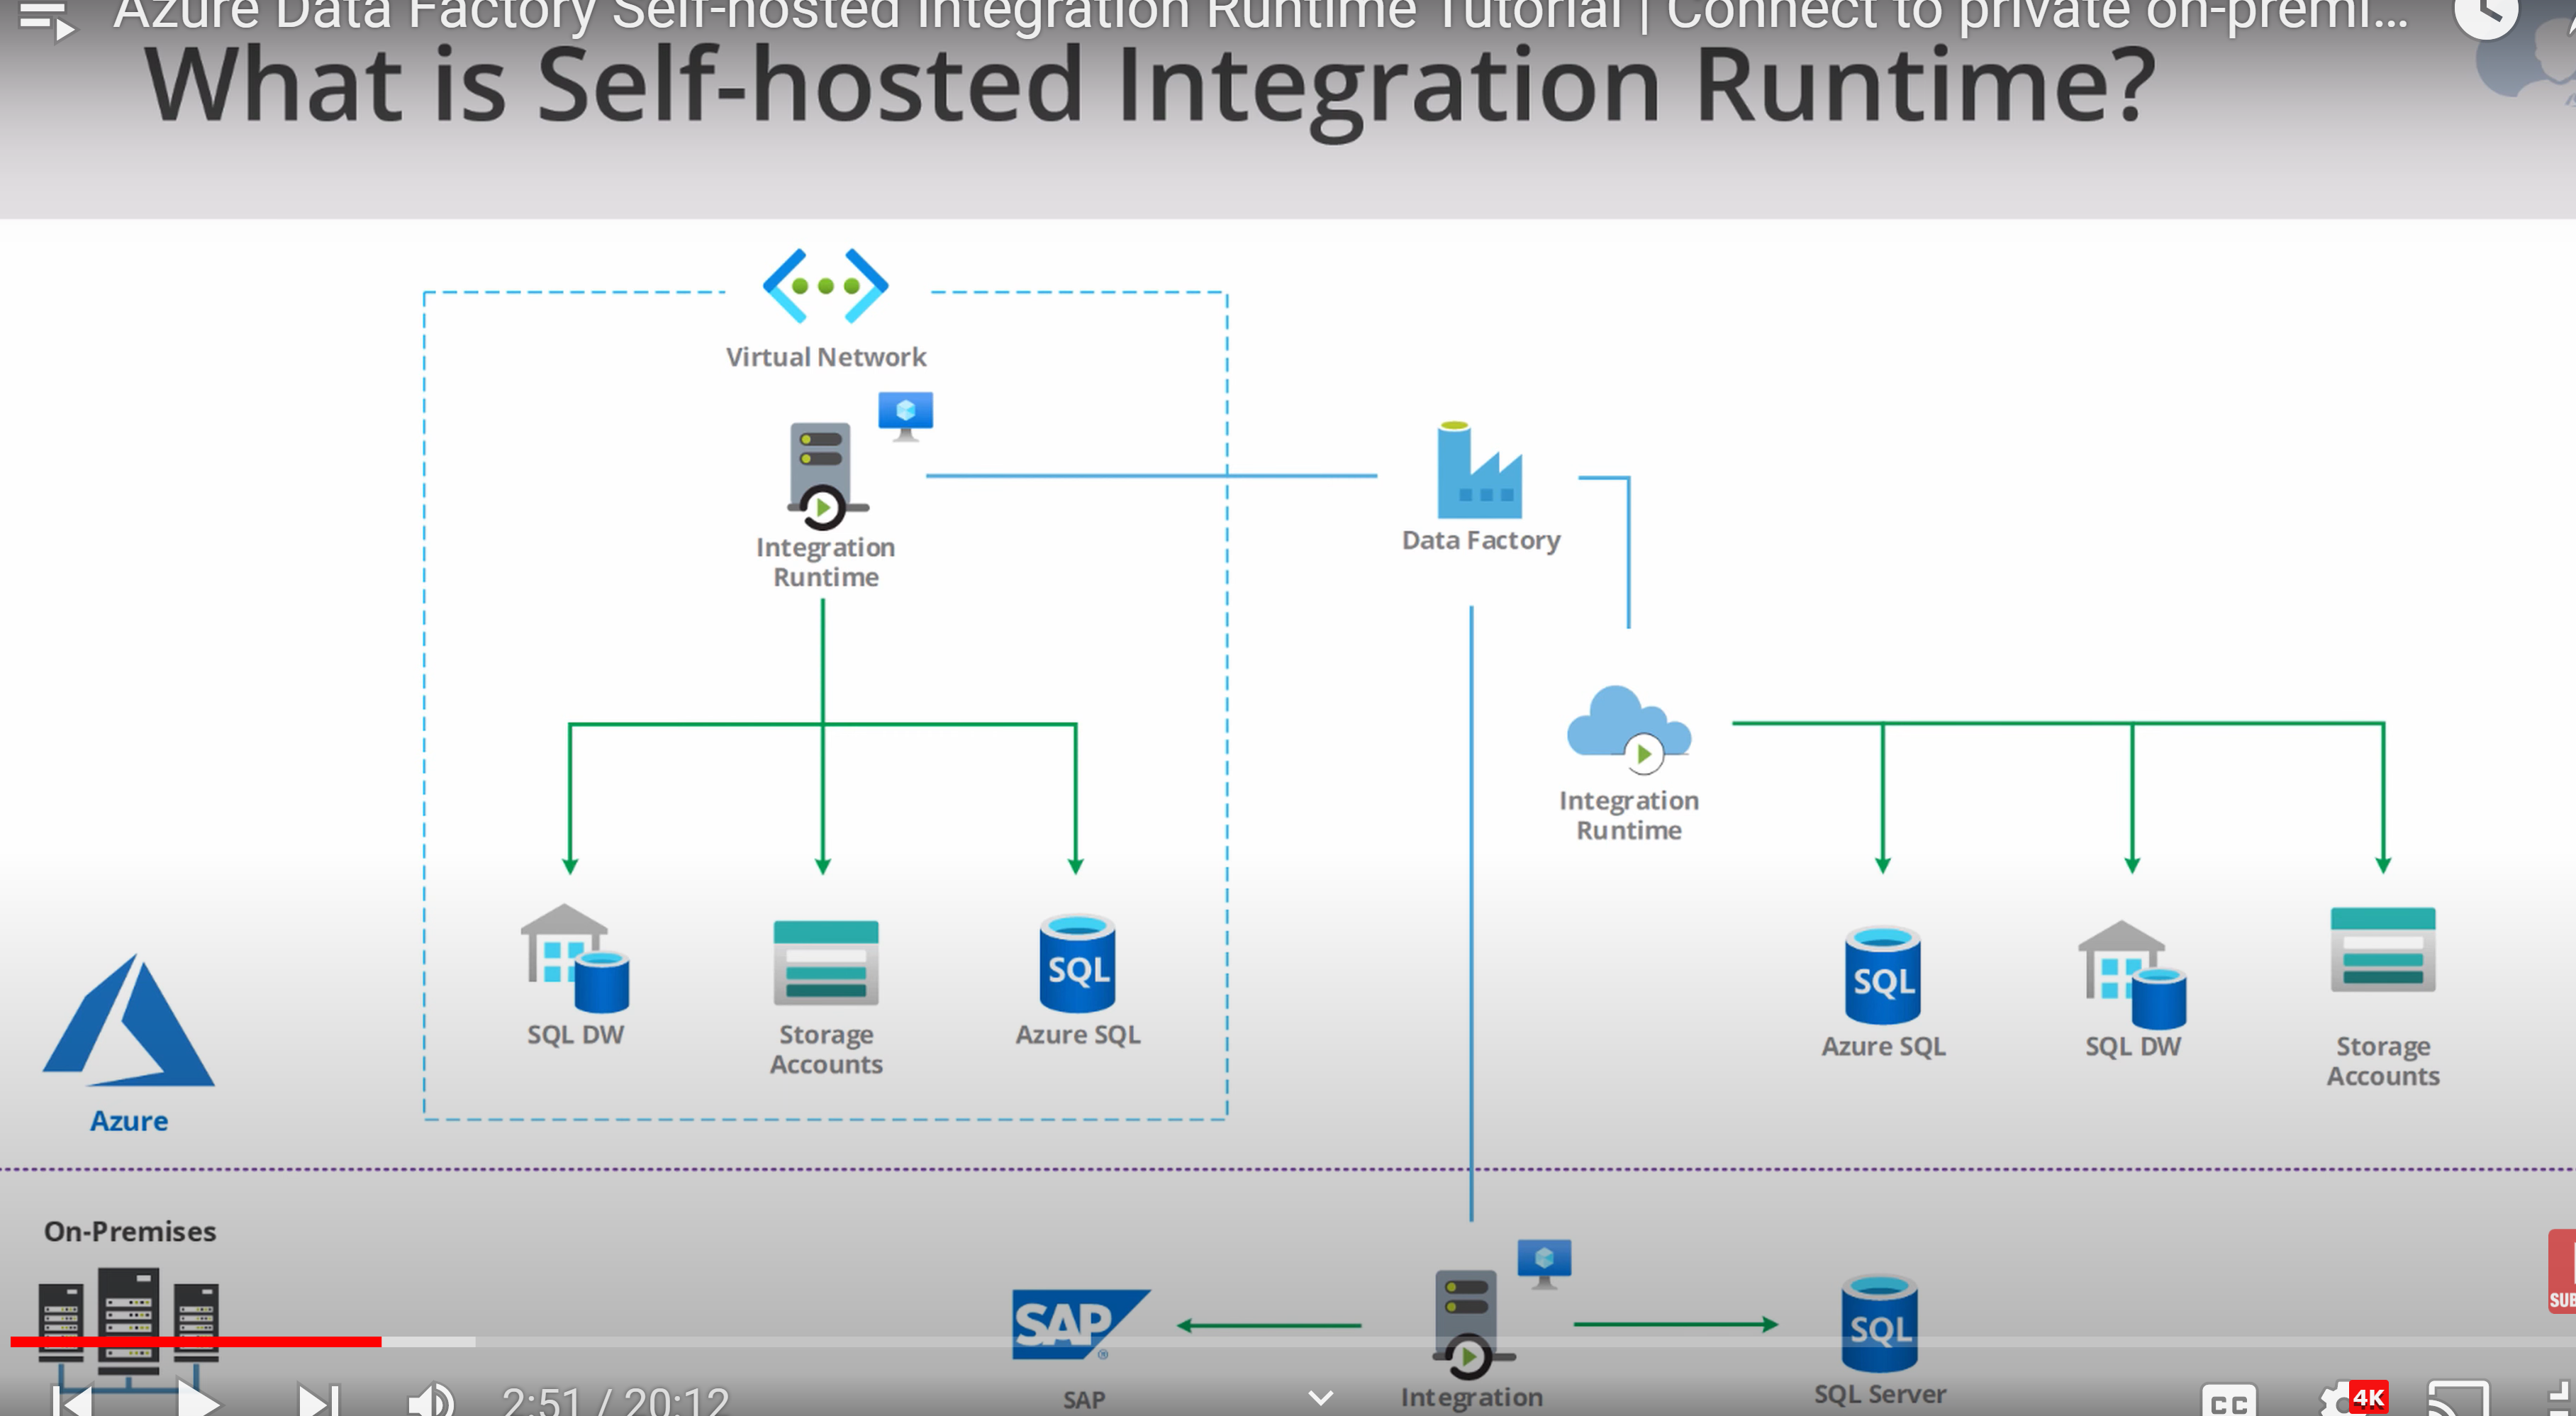 Azure Data Factory Self-hosted Integration Runtime Tutorial | Connect to private on-premi...
What is Self-hosted Integration Runtime?
Virtual Network
Integration
Runtime
Data Factory
Integration
Runtime
SQL
SQL DW
Storage
Accounts
Azure SQL
SQL
Azure SQL
SQL DW
Storage
Accounts
Azure
On-Premises
SAP
®
SAP
Integration
SQL
SQL Server
SUB
2:51 / 20:12
CC
4K